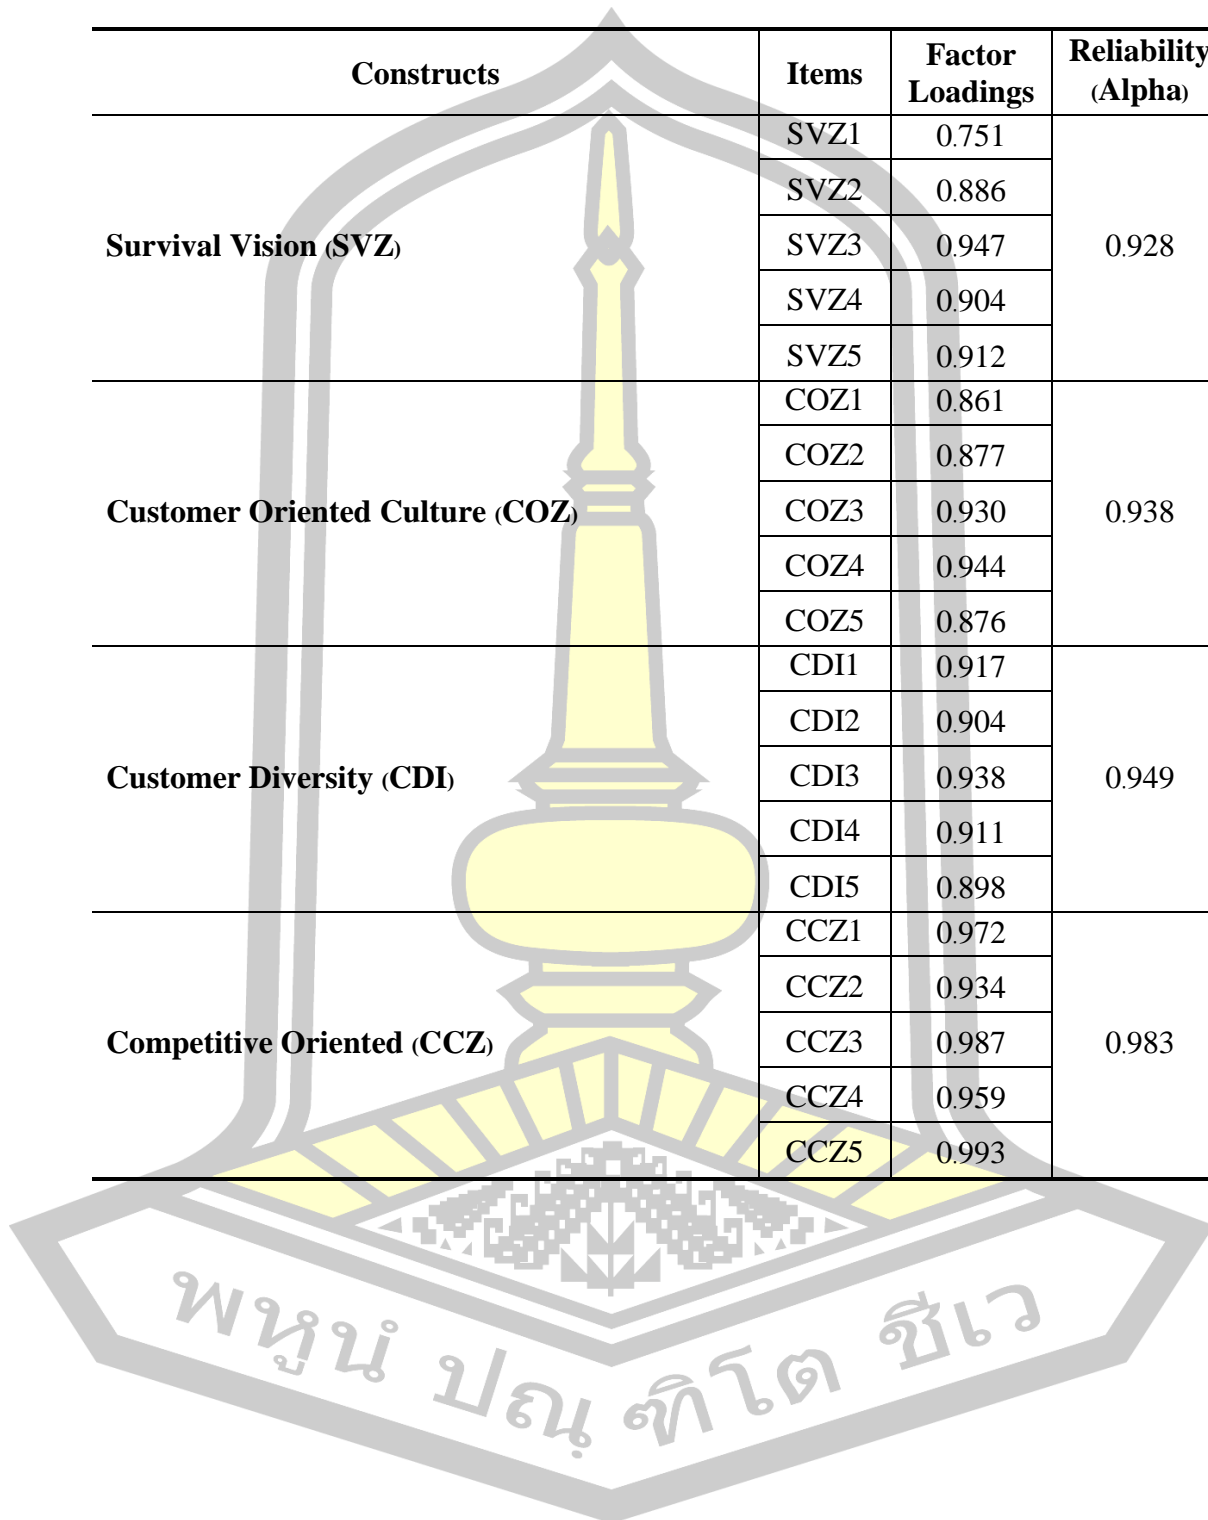 Constructs Items Factor Loadings Reliability (Alpha)
Survival Vision (SVZ) SVZ1 0.751 0.928
SVZ2 0.886
SVZ3 0.947
SVZ4 0.904
SVZ5 0.912
Customer Oriented Culture (COZ) COZ1 0.861 0.938
COZ2 0.877
COZ3 0.930
COZ4 0.944
COZ5 0.876
Customer Diversity (CDI) CDI1 0.917 0.949
CDI2 0.904
CDI3 0.938
CDI4 0.911
CDI5 0.898
Competitive Oriented (CCZ) CCZ1 0.972 0.983
CCZ2 0.934
CCZ3 0.987
CCZ4 0.959
CCZ5 0.993
พหูนํ ปณฺฑิโต ชีเว